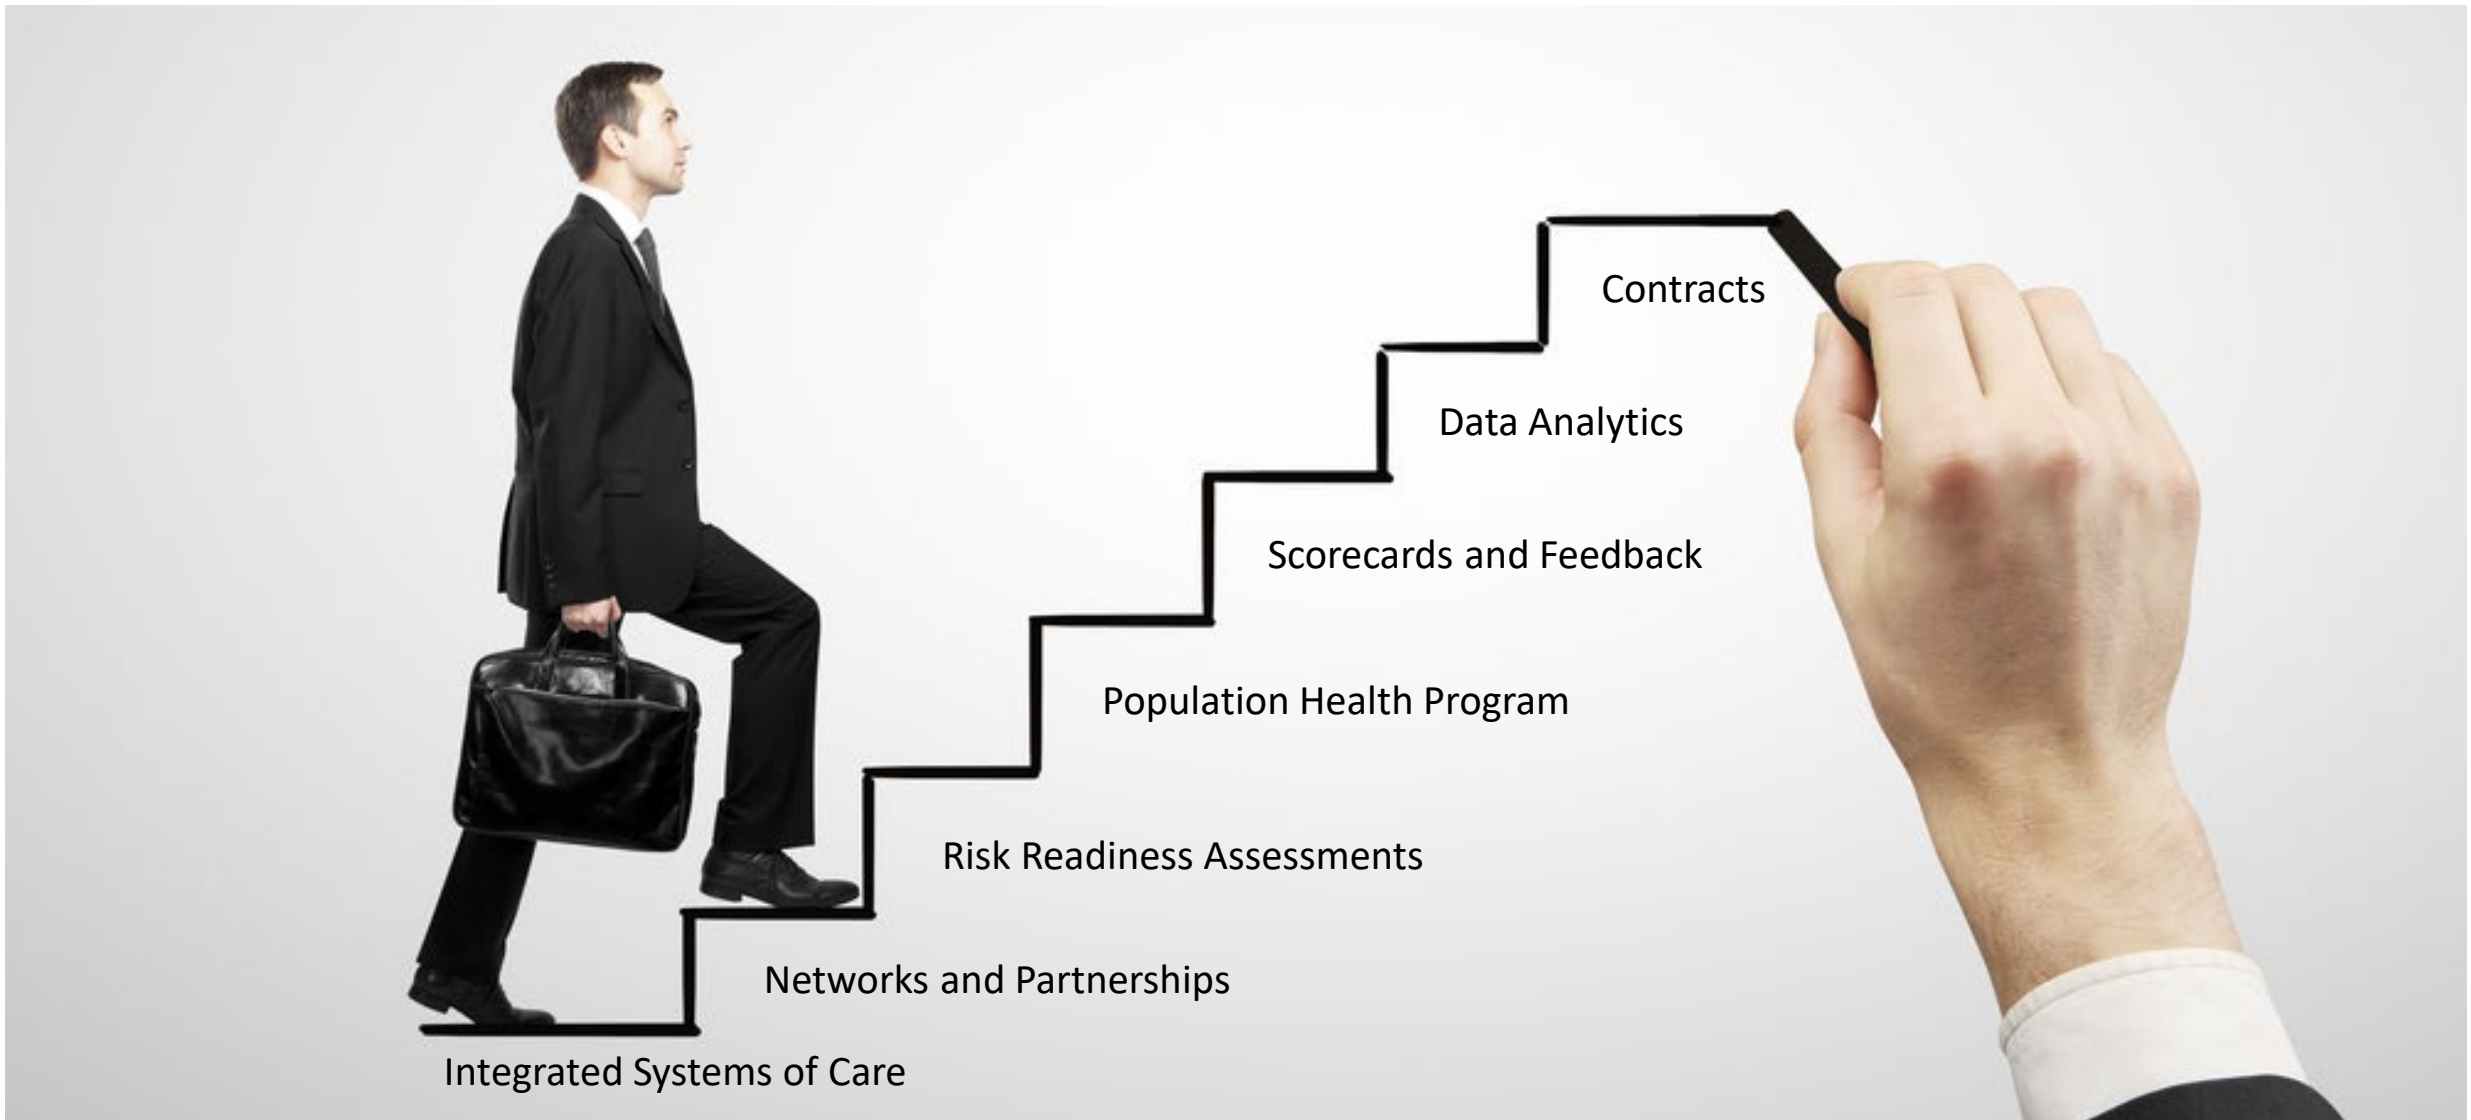 Contracts
Data Analytics
Scorecards and Feedback
Population Health Program
Risk Readiness Assessments
Networks and Partnerships
Integrated Systems of Care